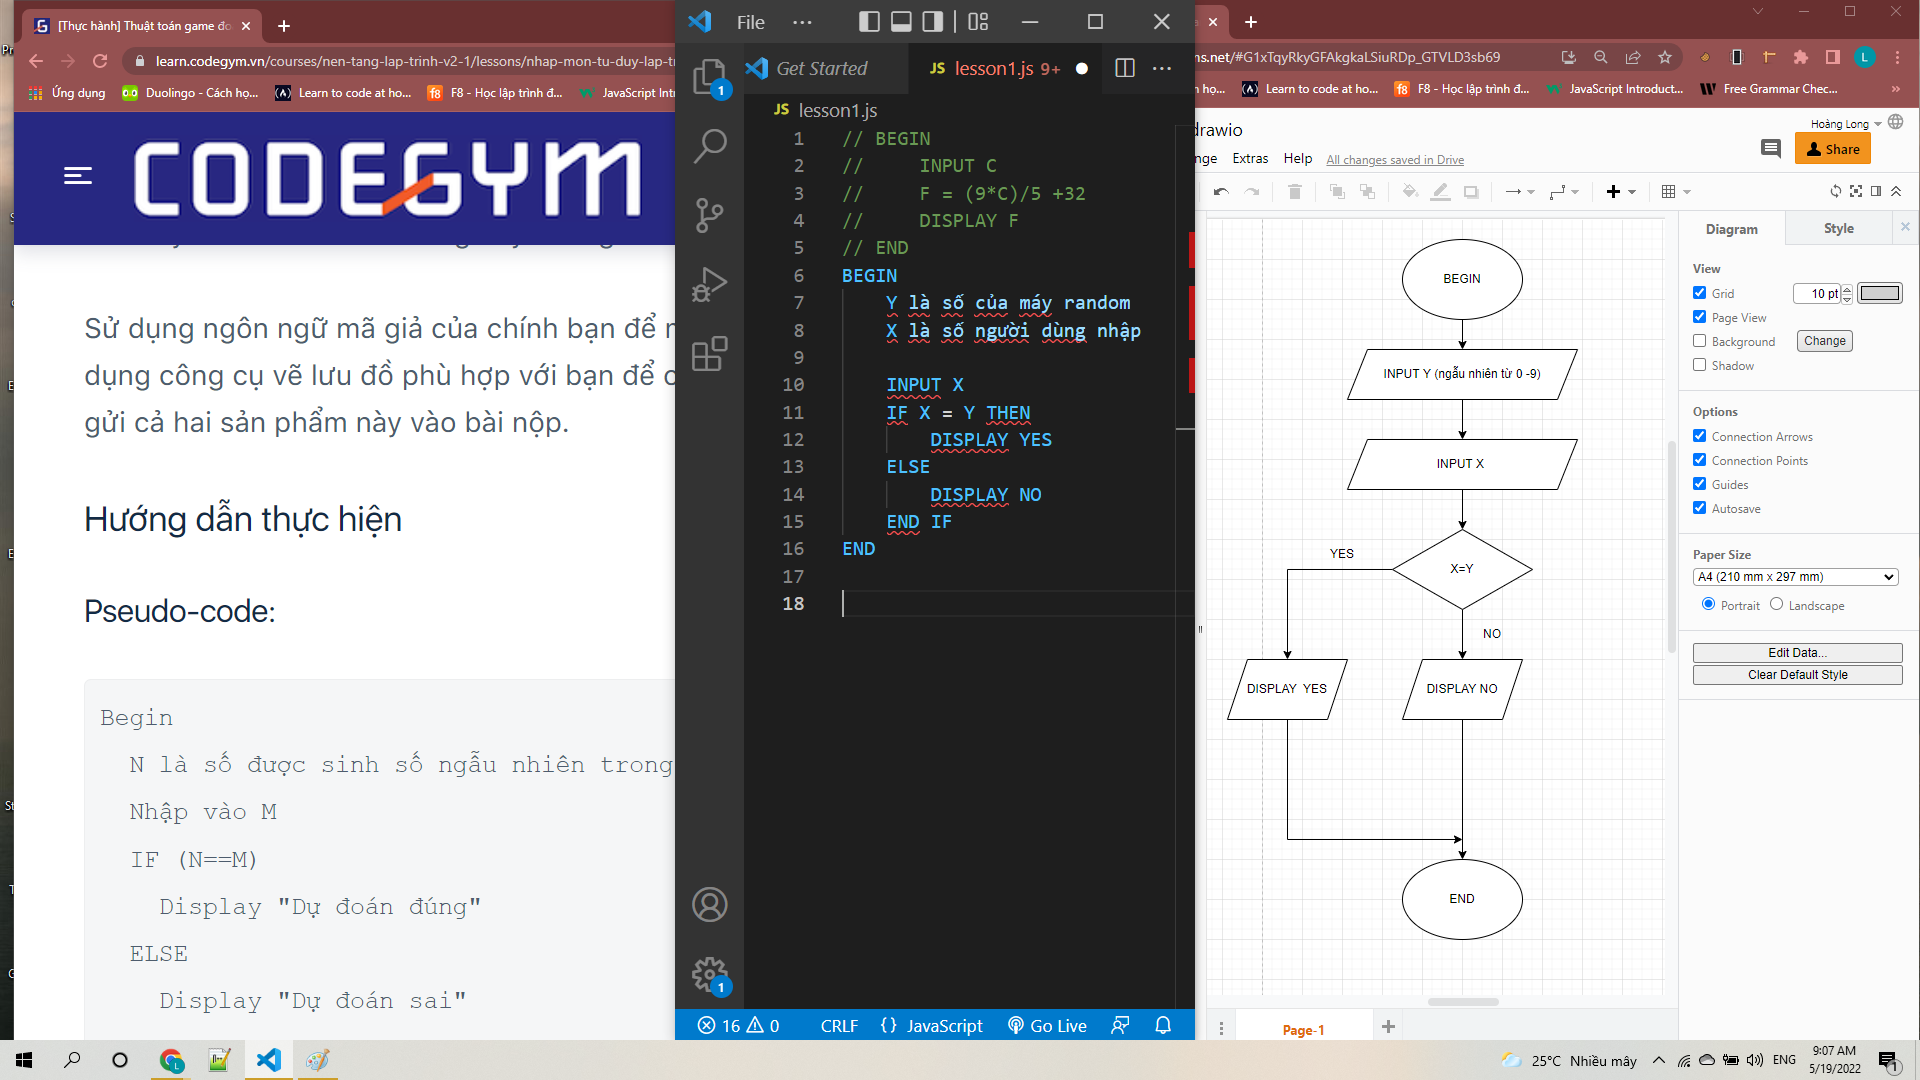 [Thực hành] Thuật toán game đo
learn.codegym.vn/courses/nen-tang-lap-trinh-v2-1/lessons/nhap-mon-tu-duy-lap-tr
Ứng dụng
Duolingo - Cách họ...
Learn to code at ho...
F8 - Học lập trình đ...
JavaScript Intr
CODEGYM
Sử dụng ngôn ngữ mã giả của chính bạn để
dụng công cụ vẽ lưu đồ phù hợp với bạn để
gửi cả hai sản phẩm này vào bài nộp.
Hướng dẫn thực hiện
Pseudo-code:
Begin
N là số được sinh số ngẫu nhiên trong
Nhập vào M
IF (N==M)
Display "Dự đoán đúng"
ELSE
Display "Dự đoán sai"
File
Get Started
JS lesson1.js 9+
JS lesson1.js
1 // BEGIN
2 // INPUT C
3 // F = (9*C)/5 +32
4 // DISPLAY F
5 // END
6 BEGIN
7 Y là số của máy random
8 X là số người dùng nhập
9
10 INPUT X
11 IF X = Y THEN
12 DISPLAY YES
13 ELSE
14 DISPLAY NO
15 END IF
16 END
17
18
1
1
16 0 CRLF {} JavaScript Go Live
ms.net/#G1xTqyRkyGFAkgkaLSiuRDp_GTVLD3sb69
L
n họ...
Learn to code at ho...
F8 - Học lập trình đ...
JavaScript Introduct...
Free Grammar Chec...
drawio
nge Extras Help All changes saved in Drive
Hoàng Long
Share
BEGIN
INPUT Y (ngẫu nhiên từ 0 -9)
INPUT X
X=Y
YES
NO
DISPLAY YES
DISPLAY NO
END
Page-1
Diagram Style
View
Grid 10 pt
Page View
Background Change
Shadow
Options
Connection Arrows
Connection Points
Guides
Autosave
Paper Size
A4 (210 mm x 297 mm)
Portrait Landscape
Edit Data...
Clear Default Style
25°C Nhiều mây ENG
9:07 AM
5/19/2022
1